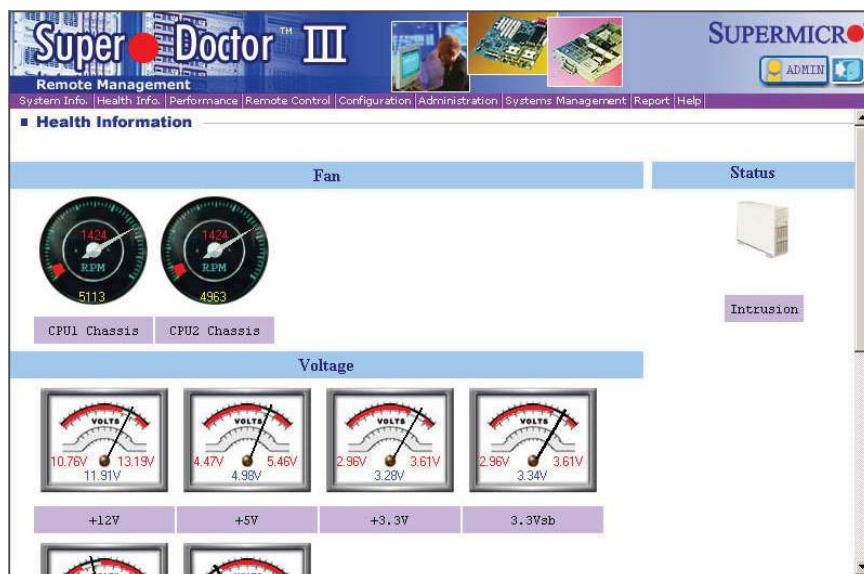 Super Doctor ™ III
SUPERMICRO
Remote Management
ADMIN
System Info. Health Info. Performance Remote Control Configuration Administration Systems Management Report Help
Health Information
Fan
Status
1424
RPM
5113
1424
RPM
4963
CPU1 Chassis
CPU2 Chassis
Intrusion
Voltage
VOLTS
10.76V 13.19V
11.91V
VOLTS
4.47V 5.46V
4.98V
VOLTS
2.96V 3.61V
3.28V
VOLTS
2.96V 3.61V
3.34V
+12V
+5V
+3.3V
3.3Vsb